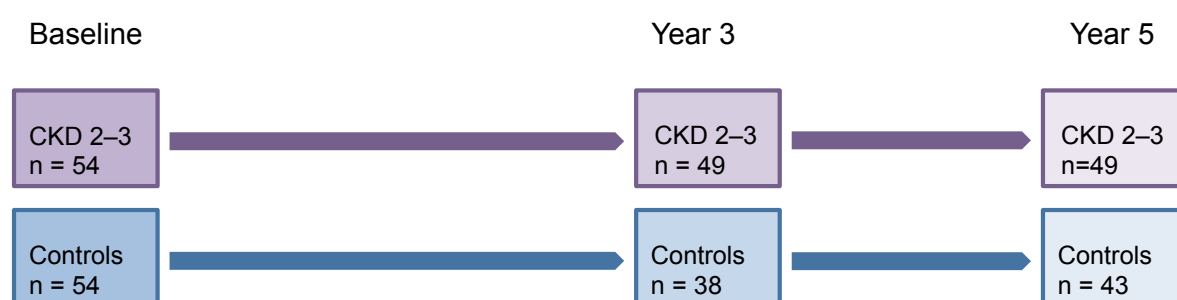 Baseline
Year 3
Year 5
CKD 2–3
n = 54
CKD 2–3
n = 49
CKD 2–3
n=49
Controls
n = 54
Controls
n = 38
Controls
n = 43